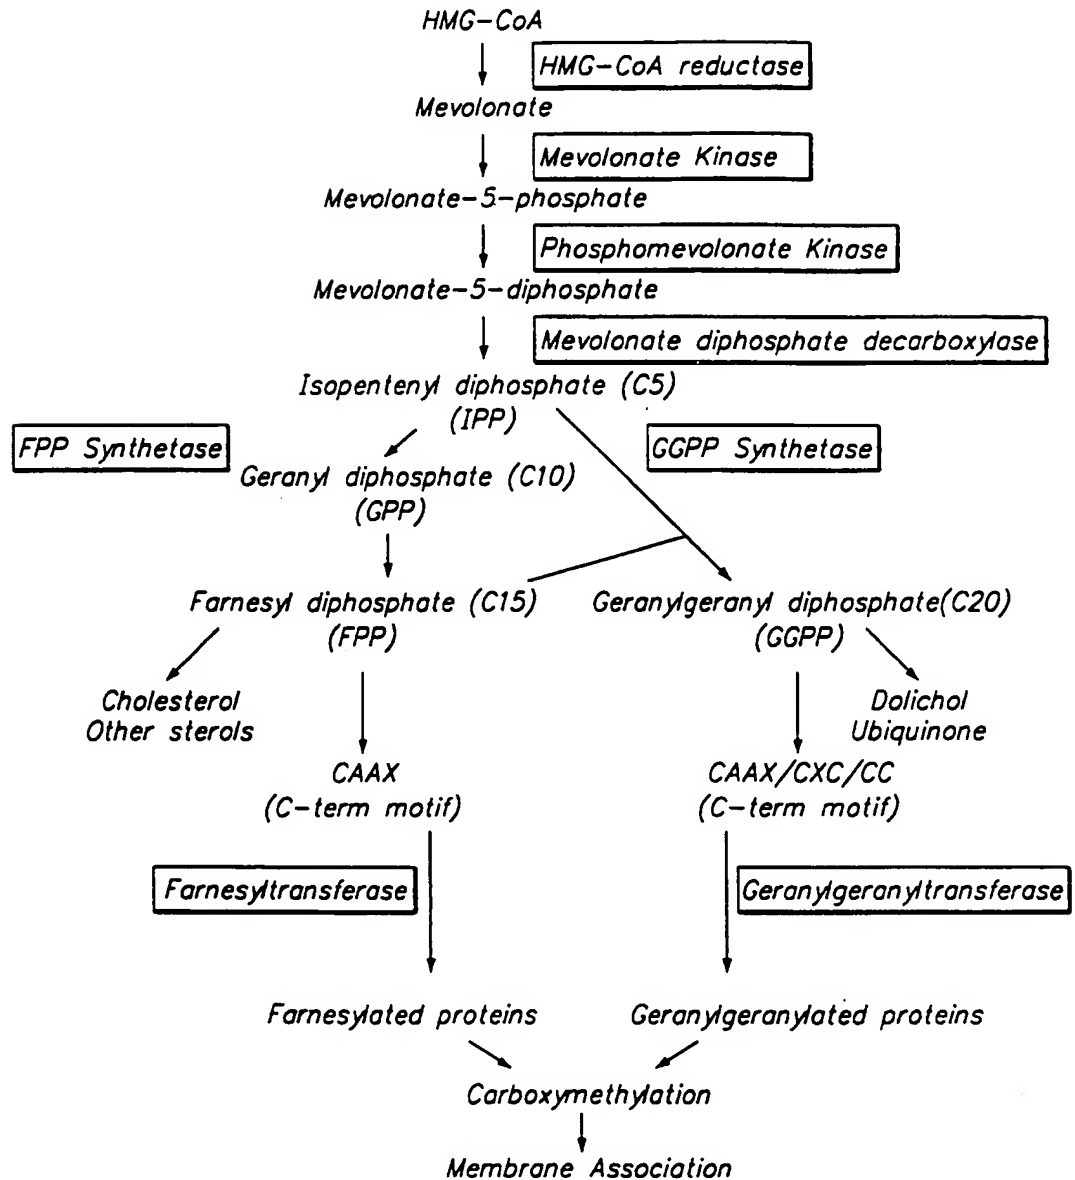 HMG-CoA
HMG-CoA reductase
Mevolonate
Mevolonate Kinase
Mevolonate-5-phosphate
Phosphomevolonate Kinase
Mevolonate-5-diphosphate
Mevolonate diphosphate decarboxylase
Isopentenyl diphosphate (C5)
(IPP)
FPP Synthetase
GGPP Synthetase
Geranyl diphosphate (C10)
(GPP)
Farnesyl diphosphate (C15)
(FPP)
Geranylgeranyl diphosphate(C20)
(GGPP)
Cholesterol
Other sterols
Dolichol
Ubiquinone
CAAX
(C-term motif)
CAAX/CXC/CC
(C-term motif)
Farnesyltransferase
Geranylgeranyltransferase
Farnesylated proteins
Geranylgeranylated proteins
Carboxymethylation
Membrane Association